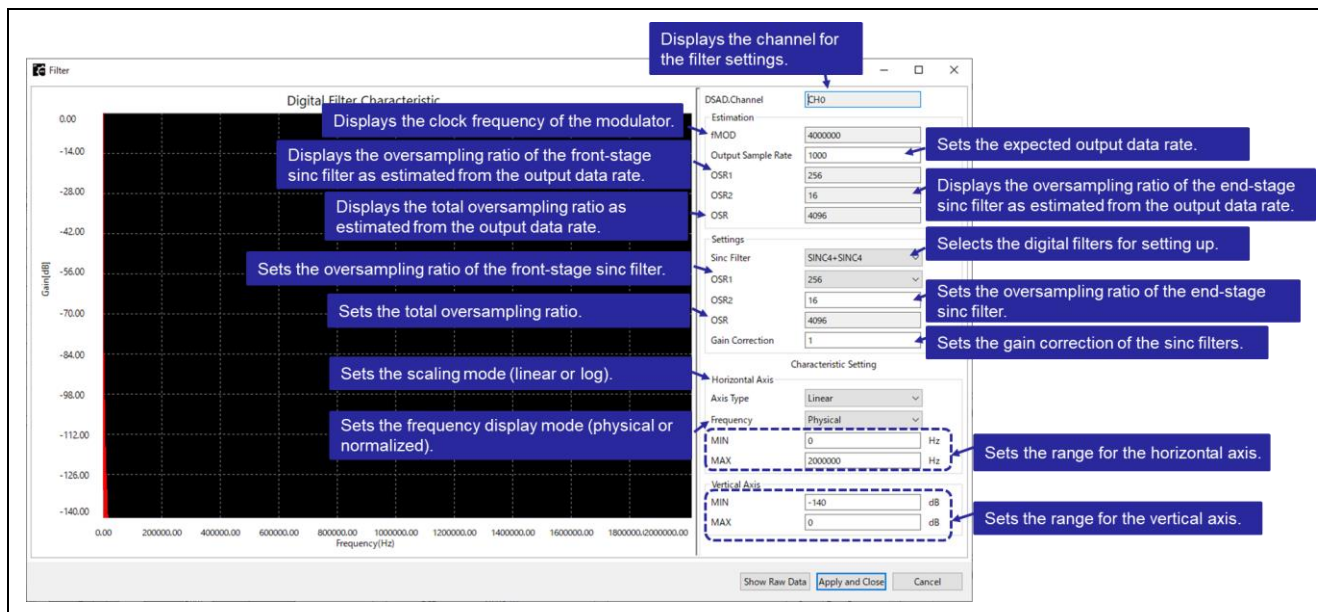 Displays the channel for
the filter settings.
Filter
Digital Filter Characteristic
DSAD.Channel
CH0
Displays the clock frequency of the modulator.
Estimation
fMOD
4000000
Output Sample Rate
1000
Sets the expected output data rate.
Displays the oversampling ratio of the front-stage
sinc filter as estimated from the output data rate.
OSR1
256
OSR2
16
Displays the oversampling ratio of the end-stage
sinc filter as estimated from the output data rate.
Displays the total oversampling ratio as
estimated from the output data rate.
OSR
4096
Settings
Sinc Filter
SINC4+SINC4
Selects the digital filters for setting up.
Sets the oversampling ratio of the front-stage sinc filter.
OSR1
256
OSR2
16
Sets the oversampling ratio of the end-stage
sinc filter.
Sets the total oversampling ratio.
OSR
4096
Gain Correction
1
Sets the gain correction of the sinc filters.
Characteristic Setting
Sets the scaling mode (linear or log).
Horizontal Axis
Axis Type
Linear
Sets the frequency display mode (physical or
normalized).
Frequency
Physical
MIN
0
Hz
MAX
2000000
Hz
Sets the range for the horizontal axis.
Vertical Axis
MIN
-140
dB
MAX
0
dB
Sets the range for the vertical axis.
Gain[dB]
0.00
-14.00
-28.00
-42.00
-56.00
-70.00
-84.00
-98.00
-112.00
-126.00
-140.00
0.00 200000.00 400000.00 600000.00 800000.00 1000000.00 1200000.00 1400000.00 1600000.00 1800000.00 2000000.00
Frequency(Hz)
Show Raw Data
Apply and Close
Cancel